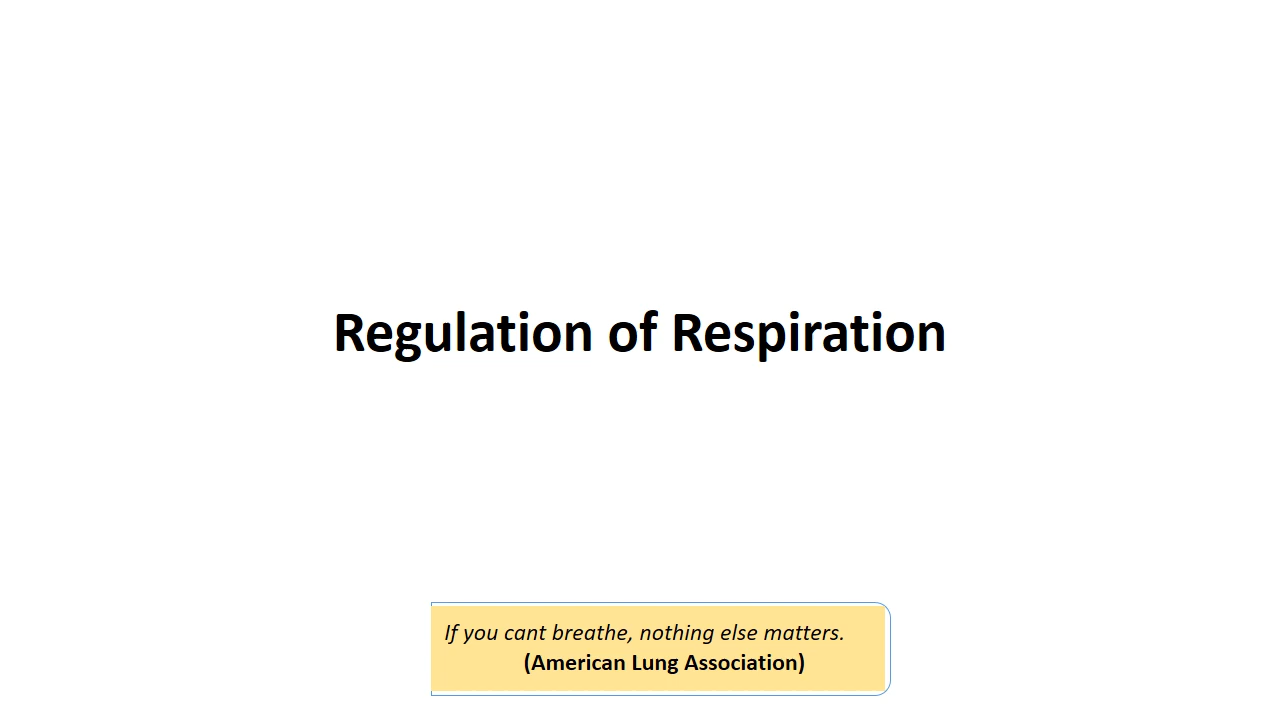 Regulation of Respiration
If you cant breathe, nothing else matters.
(American Lung Association)